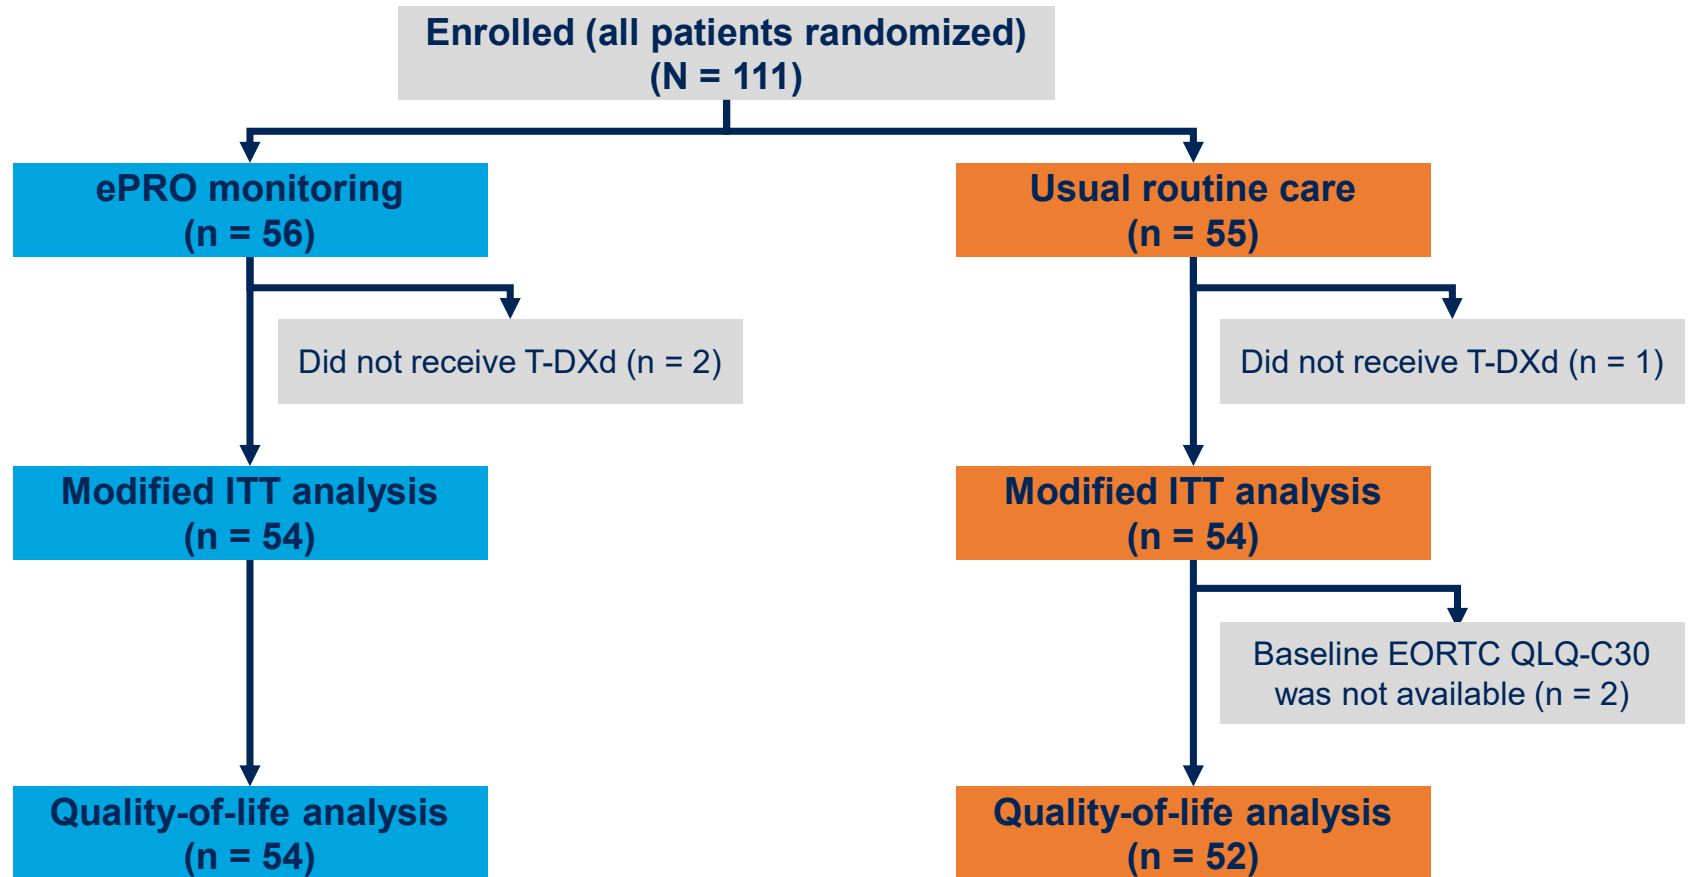 Enrolled (all patients randomized)
(N = 111)
ePRO monitoring
(n = 56)
Usual routine care
(n = 55)
Did not receive T-DXd (n = 2)
Did not receive T-DXd (n = 1)
Modified ITT analysis
(n = 54)
Modified ITT analysis
(n = 54)
Baseline EORTC QLQ-C30
was not available (n = 2)
Quality-of-life analysis
(n = 54)
Quality-of-life analysis
(n = 52)